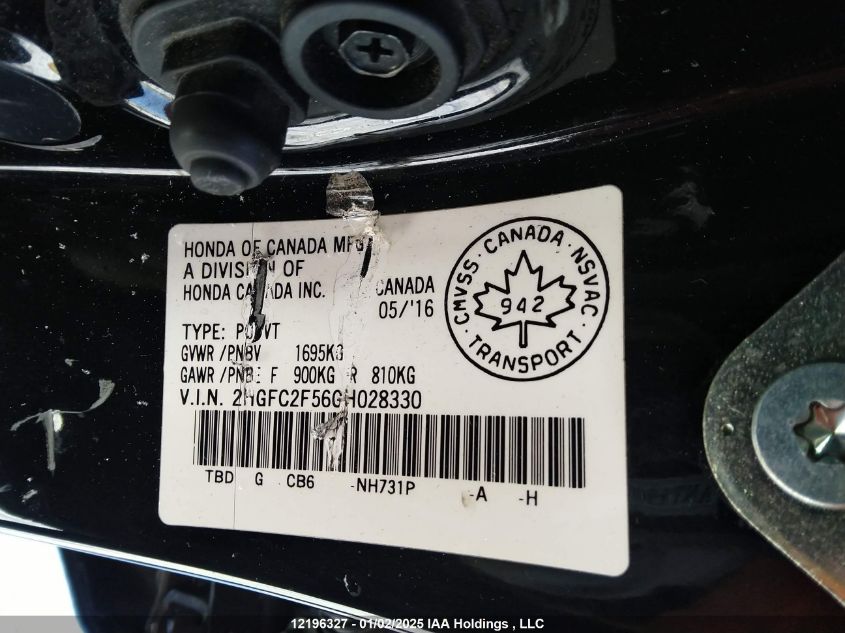 HONDA OF CANADA MFG
A DIVISION OF
HONDA CANADA INC.
CANADA
05/'16
TYPE:
GVWR /PNBV 1695KG
GAWR /PNBE F 900KG R 810KG
V.I.N. 2HGFC2F56GH028330
TBD G CB6 -NH731P -A -H
CMVSS · CANADA · NSVAC
942
TRANSPORT
12196327 - 01/02/2025 IAA Holdings , LLC